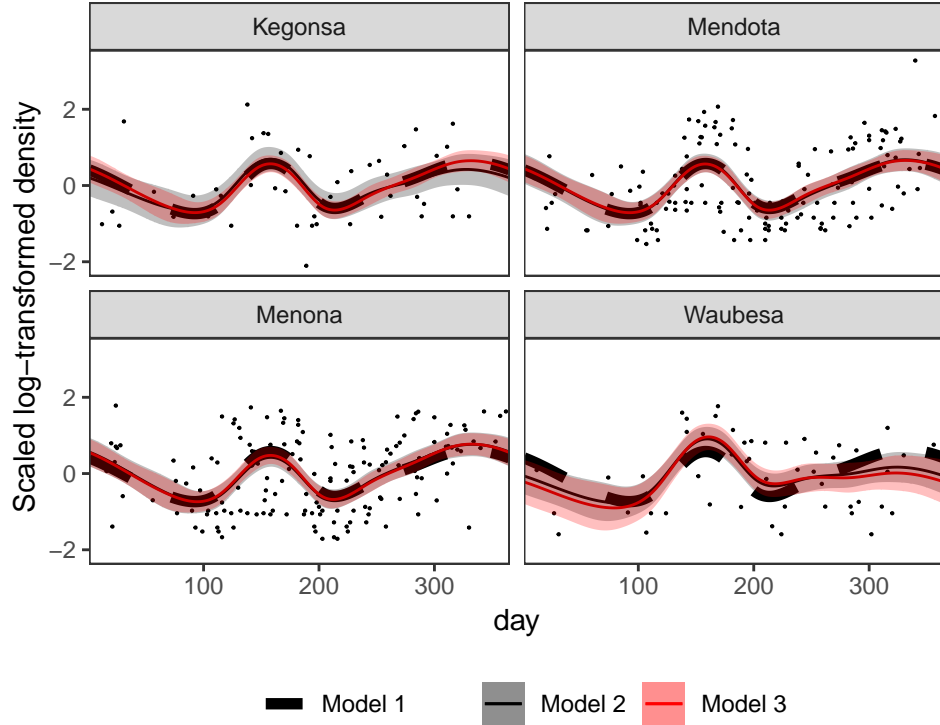 Kegonsa
Mendota
Menona
Waubesa
Scaled log−transformed density
2
0
−2
2
0
−2
100
200
300
100
200
300
day
Model 1
Model 2
Model 3